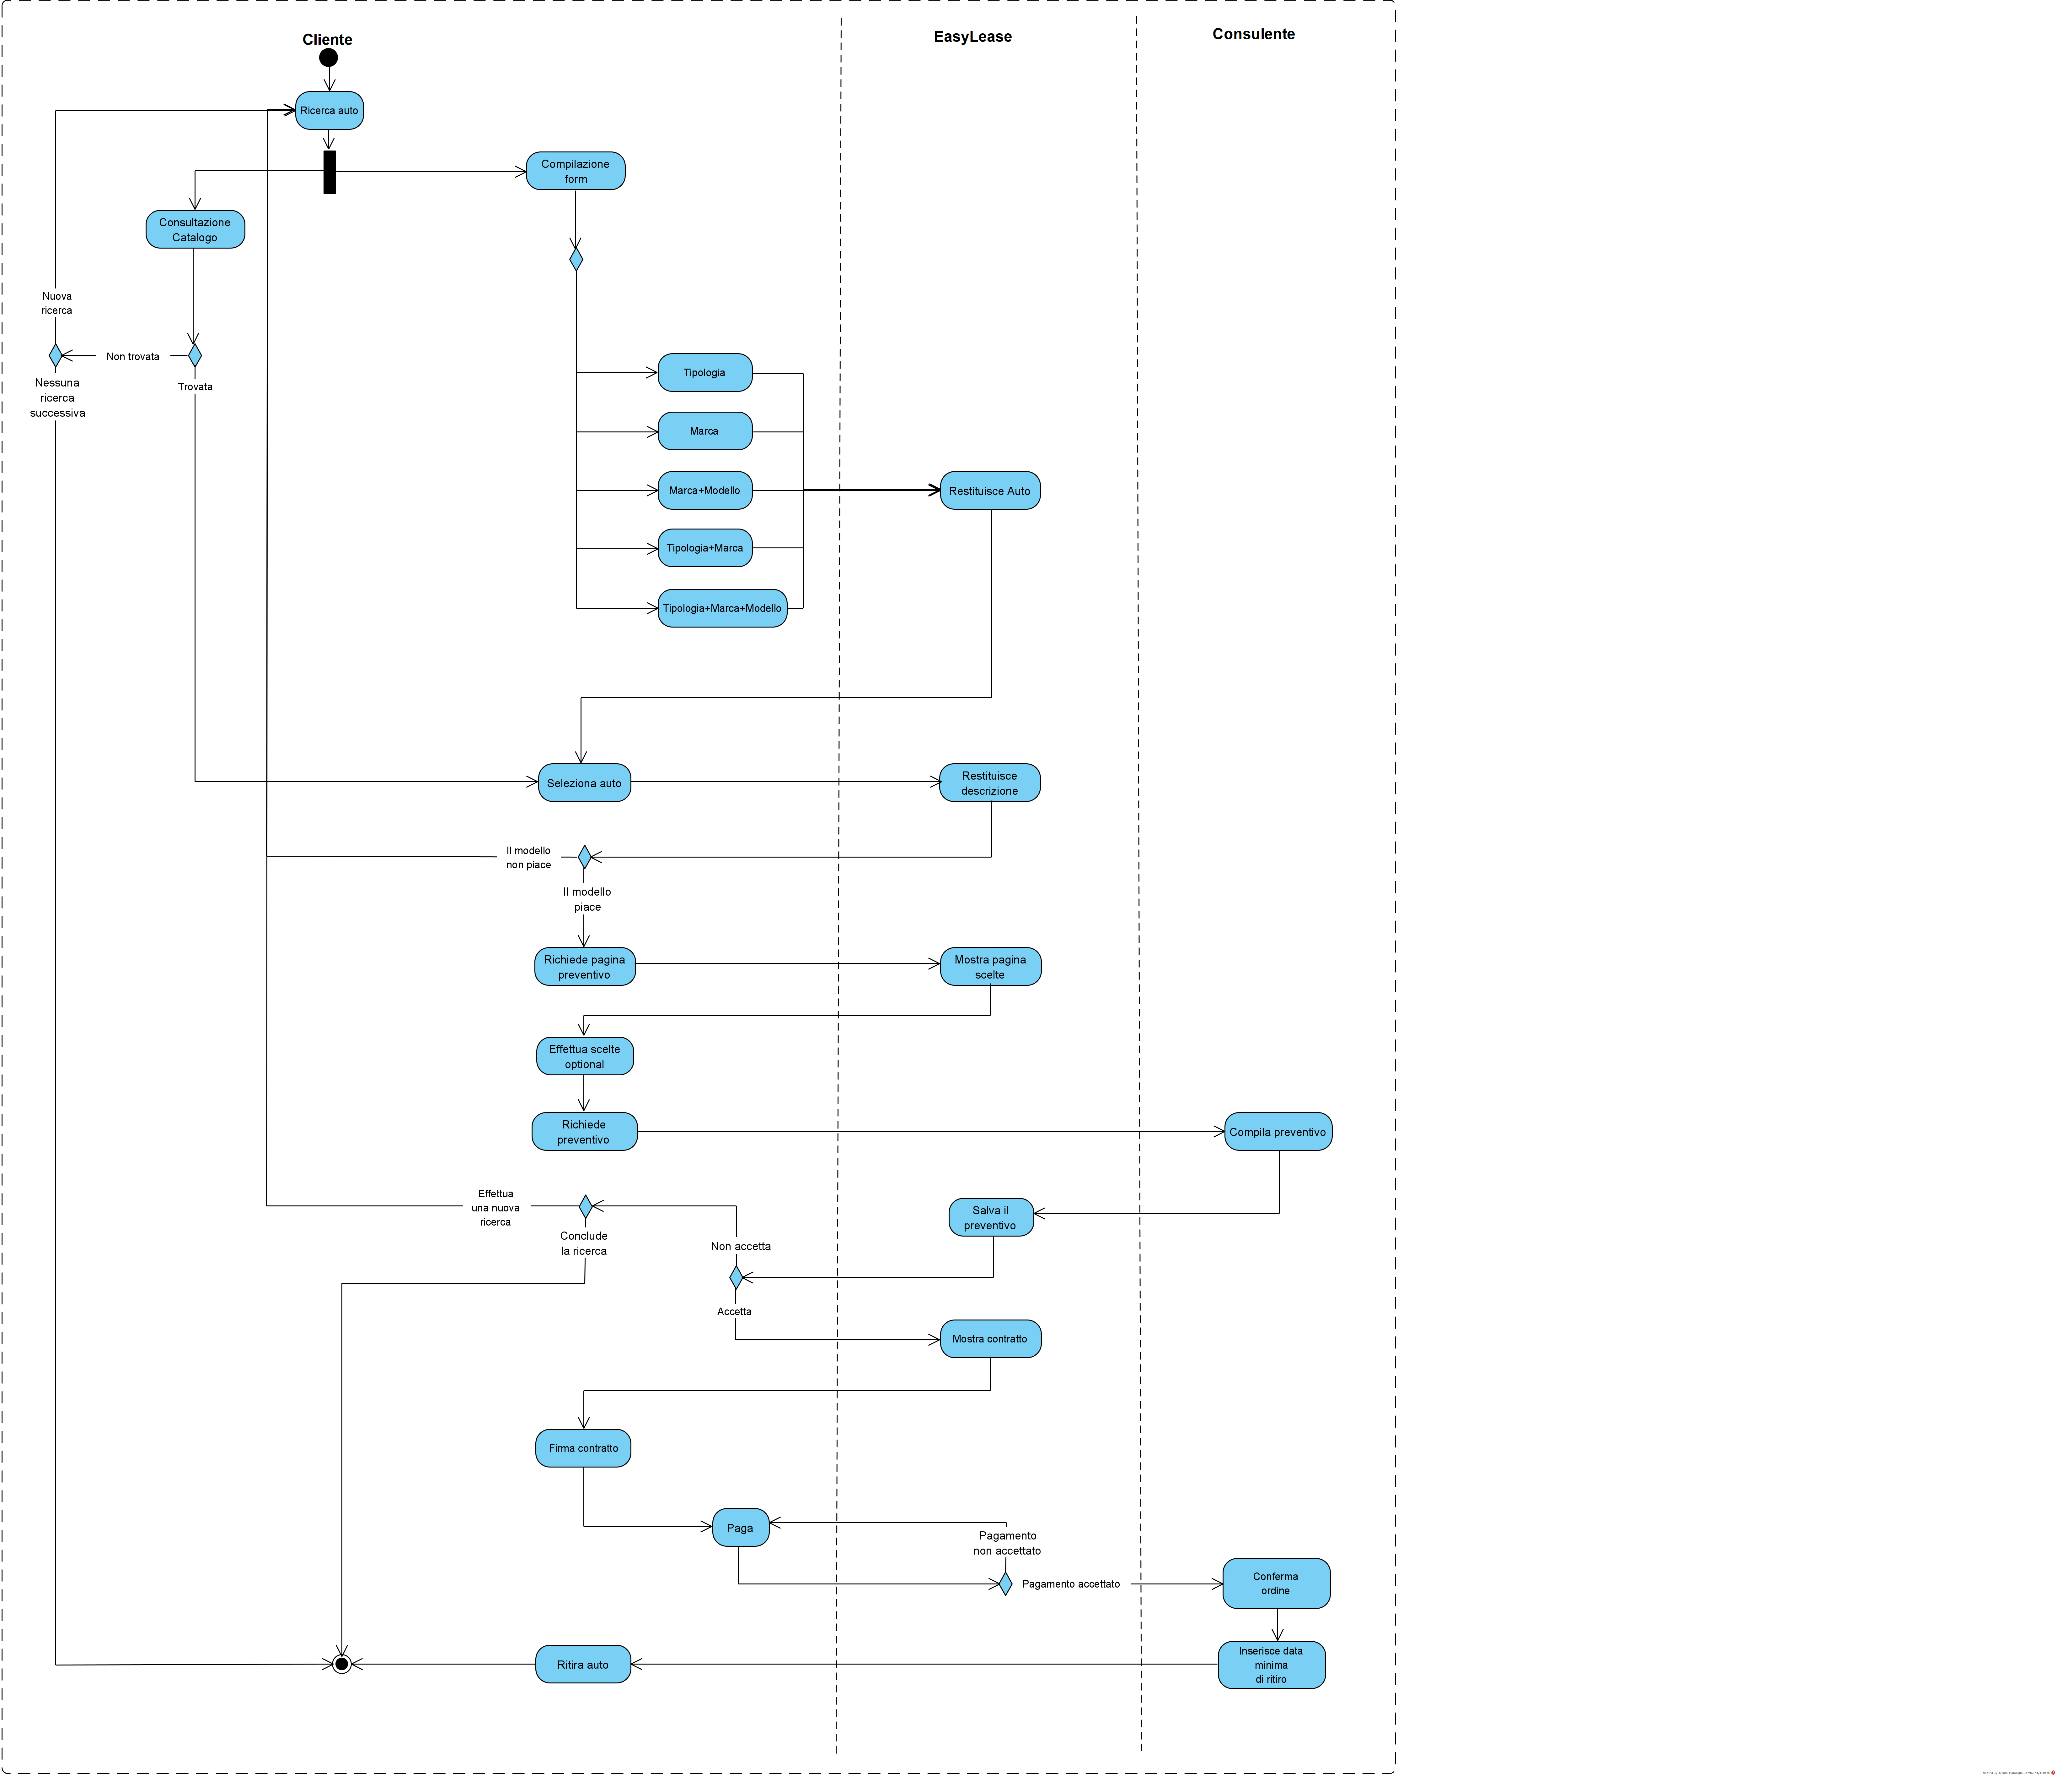 Cliente
EasyLease
Consulente
Ricerca auto
Compilazione
form
Consultazione
Catalogo
Nuova
ricerca
Non trovata
Nessuna
ricerca
successiva
Trovata
Tipologia
Marca
Marca+Modello
Restituisce Auto
Tipologia+Marca
Tipologia+Marca+Modello
Seleziona auto
Restituisce
descrizione
Il modello
non piace
Il modello
piace
Richiede pagina
preventivo
Mostra pagina
scelte
Effettua scelte
optional
Richiede
preventivo
Compila preventivo
Effettua
una nuova
ricerca
Salva il
preventivo
Conclude
la ricerca
Non accetta
Accetta
Mostra contratto
Firma contratto
Paga
Pagamento
non accettato
Pagamento accettato
Conferma
ordine
Ritira auto
Inserisce data
minima
di ritiro